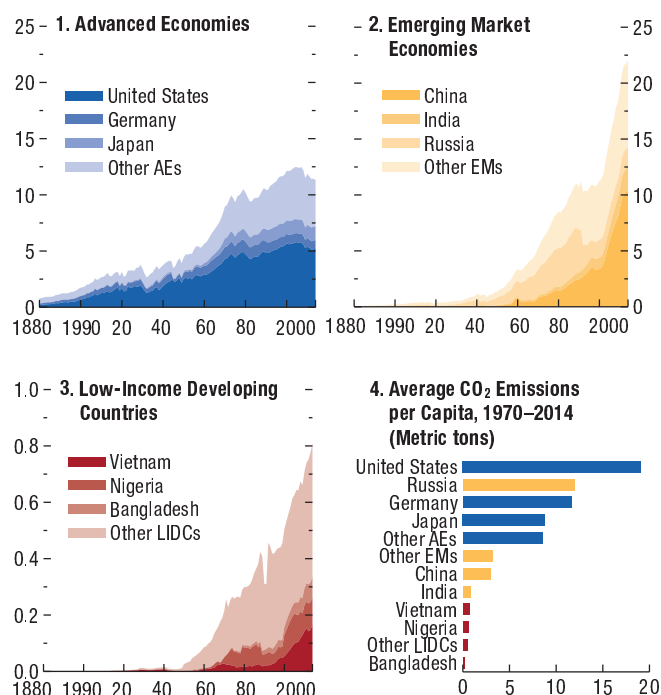 1. Advanced Economies
25
20
15
10
5
0
United States
Germany
Japan
Other AEs
1880 1990 20 40 60 80 2000
2. Emerging Market
Economies
25
20
15
10
5
0
China
India
Russia
Other EMs
1880 1990 20 40 60 80 2000
3. Low-Income Developing
Countries
1.0
0.8
0.6
0.4
0.2
0.0
Vietnam
Nigeria
Bangladesh
Other LIDCs
1880 1990 20 40 60 80 2000
4. Average CO₂ Emissions
per Capita, 1970–2014
(Metric tons)
United States
Russia
Germany
Japan
Other AEs
Other EMs
China
India
Vietnam
Nigeria
Other LIDCs
Bangladesh
0 5 10 15 20